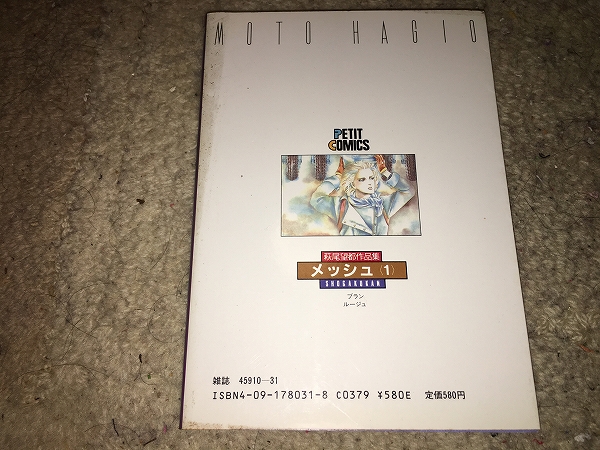 MOTO HAGIO
PETIT
COMICS
萩尾望都作品集
メッシュ(1)
SHOGAKUKAN
ブラン
ルージュ
雑誌 45910―31
ISBN4-09-178031-8 C0379 ¥580E 定価580円